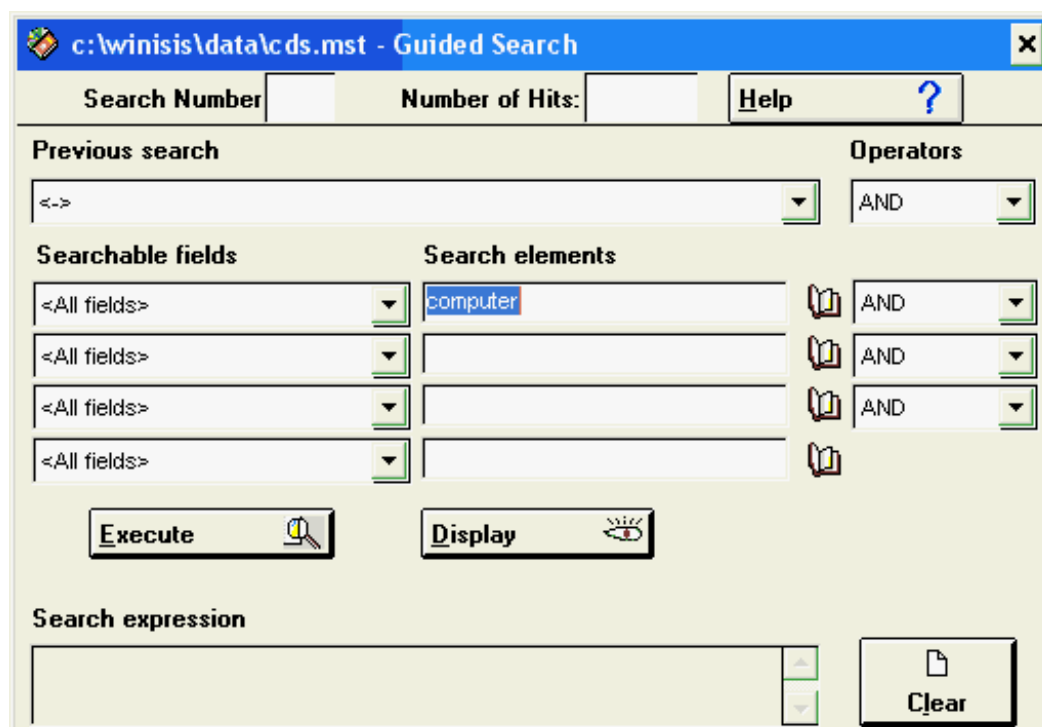 c:\winisis\data\cds.mst - Guided Search
Search Number Number of Hits: Help ?
Previous search Operators
<-> AND
Searchable fields Search elements
<All fields> computer AND
<All fields> AND
<All fields> AND
<All fields>
Execute Display
Search expression
Clear